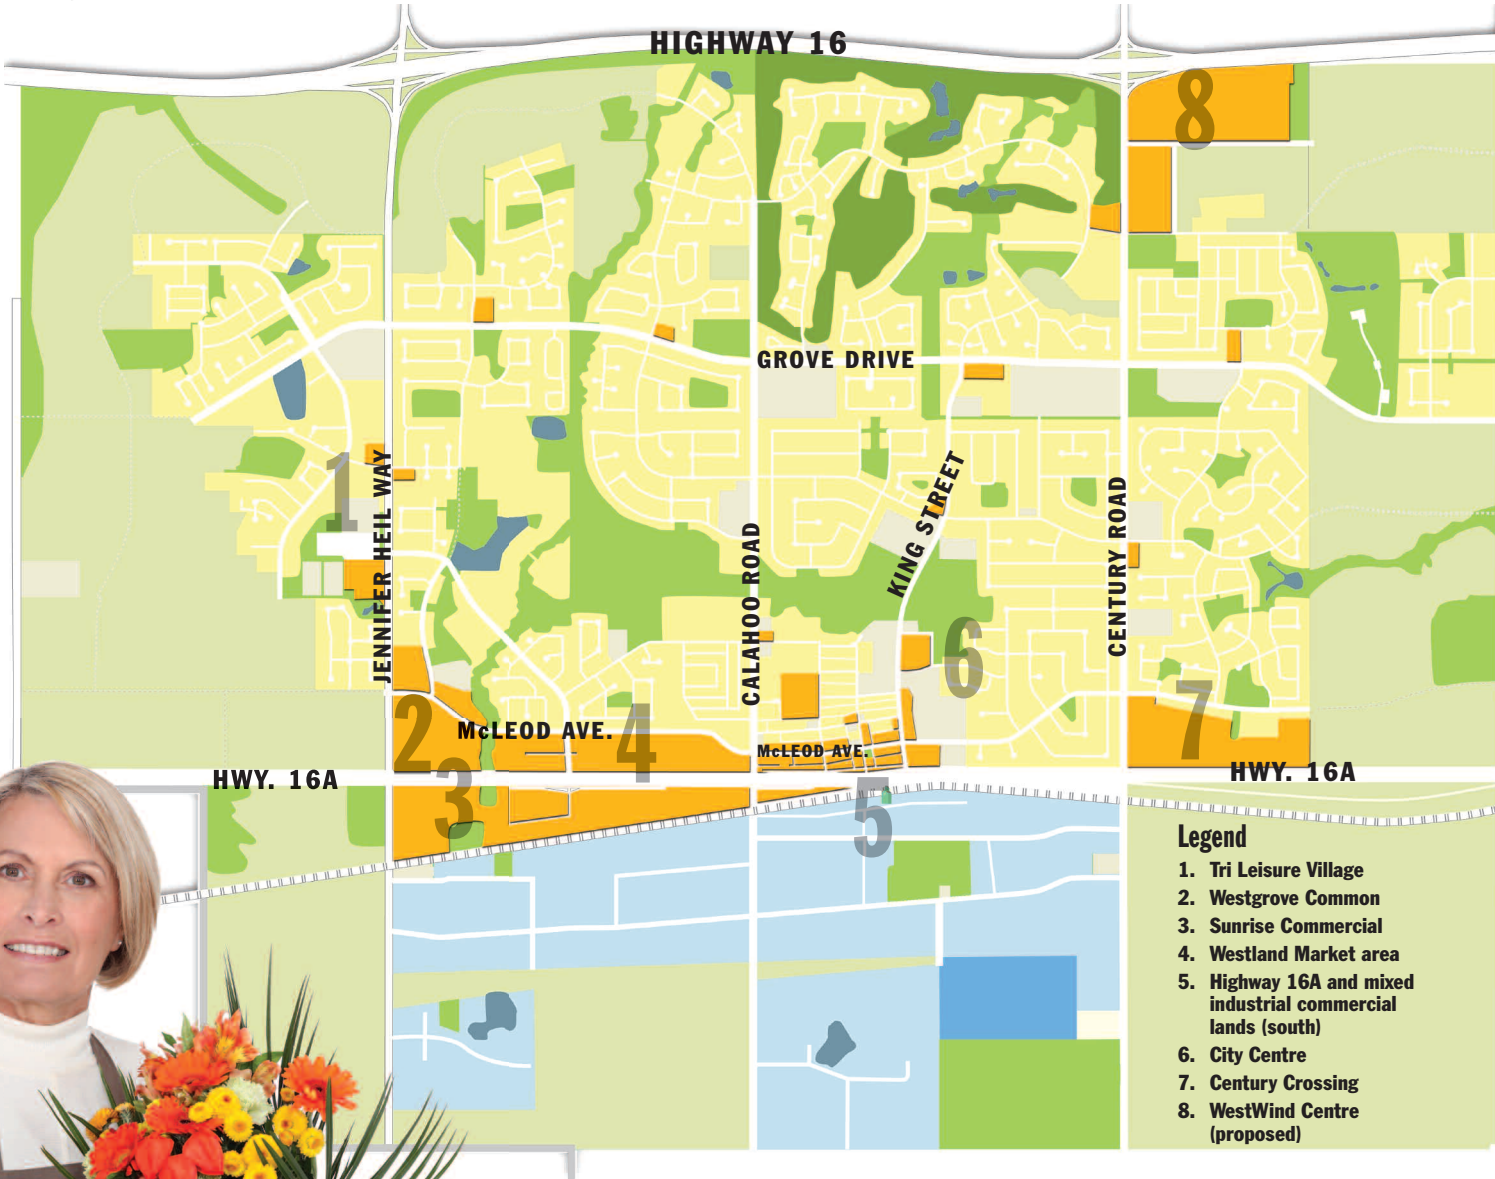 HIGHWAY 16
8
GROVE DRIVE
1
JENNIFER HEIL WAY
CALAHOO ROAD
KING STREET
CENTURY ROAD
6
2
McLEOD AVE.
4
McLEOD AVE.
7
HWY. 16A
3
5
HWY. 16A
Legend
1. Tri Leisure Village
2. Westgrove Common
3. Sunrise Commercial
4. Westland Market area
5. Highway 16A and mixed
industrial commercial
lands (south)
6. City Centre
7. Century Crossing
8. WestWind Centre
(proposed)